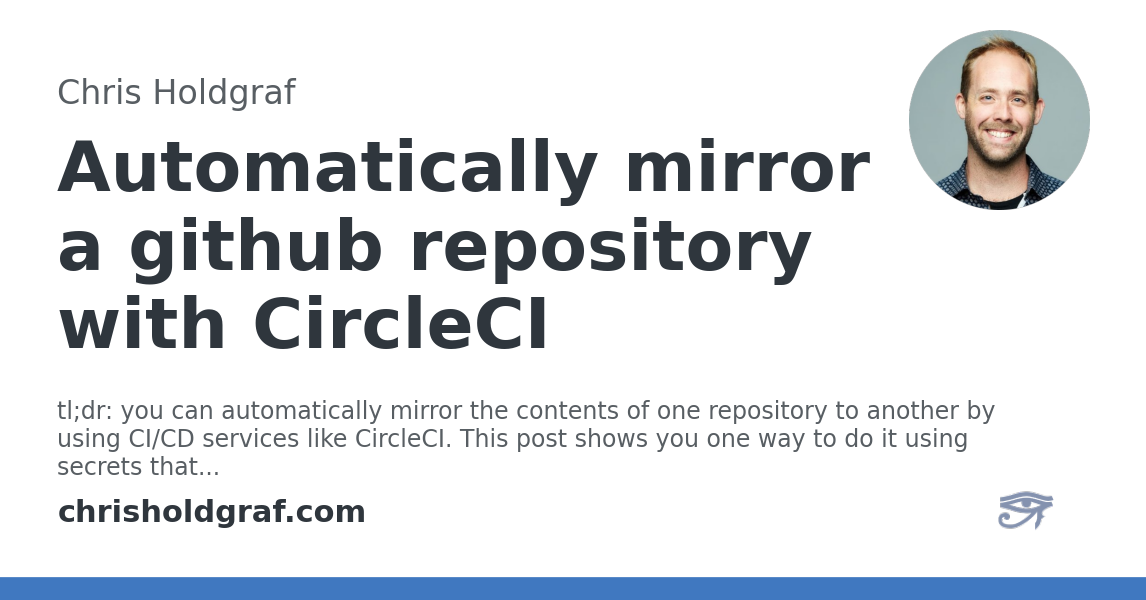 Chris Holdgraf
Automatically mirror
a github repository
with CircleCI
tl;dr: you can automatically mirror the contents of one repository to another by
using CI/CD services like CircleCI. This post shows you one way to do it using
secrets that...
chrisholdgraf.com